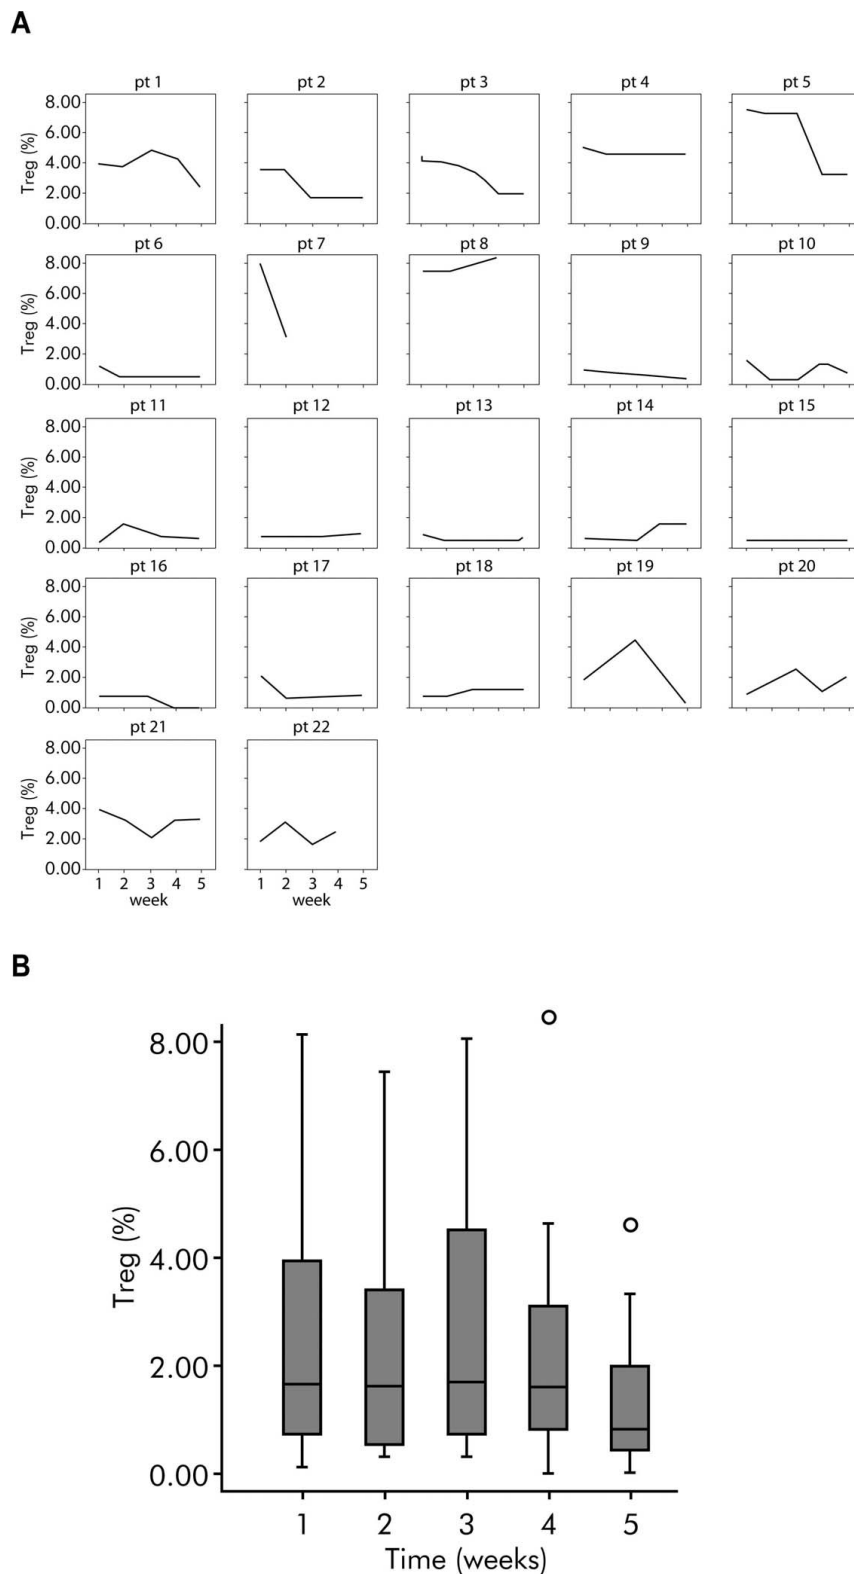 A
pt 1 pt 2 pt 3 pt 4 pt 5
8.00
6.00
4.00
2.00
0.00
Treg (%)
pt 6 pt 7 pt 8 pt 9 pt 10
8.00
6.00
4.00
2.00
0.00
Treg (%)
pt 11 pt 12 pt 13 pt 14 pt 15
8.00
6.00
4.00
2.00
0.00
Treg (%)
pt 16 pt 17 pt 18 pt 19 pt 20
8.00
6.00
4.00
2.00
0.00
Treg (%)
pt 21 pt 22
8.00
6.00
4.00
2.00
0.00
Treg (%)
1 2 3 4 5 1 2 3 4 5
week week
B
8.00
6.00
4.00
2.00
0.00
Treg (%)
1 2 3 4 5
Time (weeks)